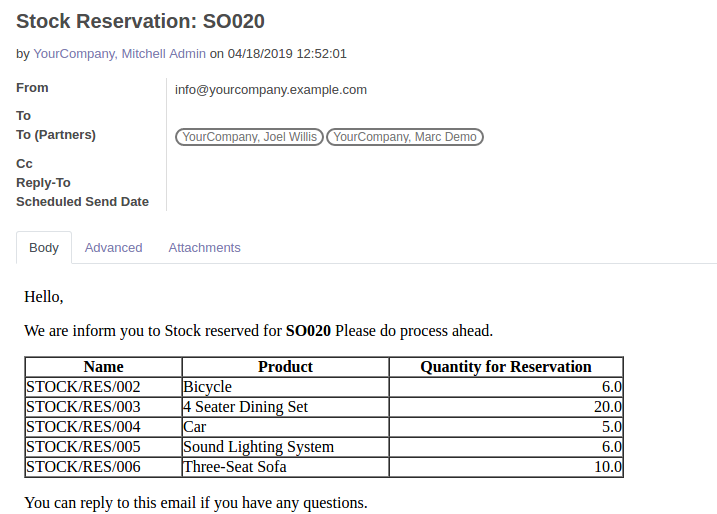 Stock Reservation: SO020
by YourCompany, Mitchell Admin on 04/18/2019 12:52:01
From info@yourcompany.example.com
To
To (Partners) YourCompany, Joel Willis YourCompany, Marc Demo
Cc
Reply-To
Scheduled Send Date
Body Advanced Attachments
Hello,
We are inform you to Stock reserved for SO020 Please do process ahead.
Name Product Quantity for Reservation
STOCK/RES/002 Bicycle 6.0
STOCK/RES/003 4 Seater Dining Set 20.0
STOCK/RES/004 Car 5.0
STOCK/RES/005 Sound Lighting System 6.0
STOCK/RES/006 Three-Seat Sofa 10.0
You can reply to this email if you have any questions.